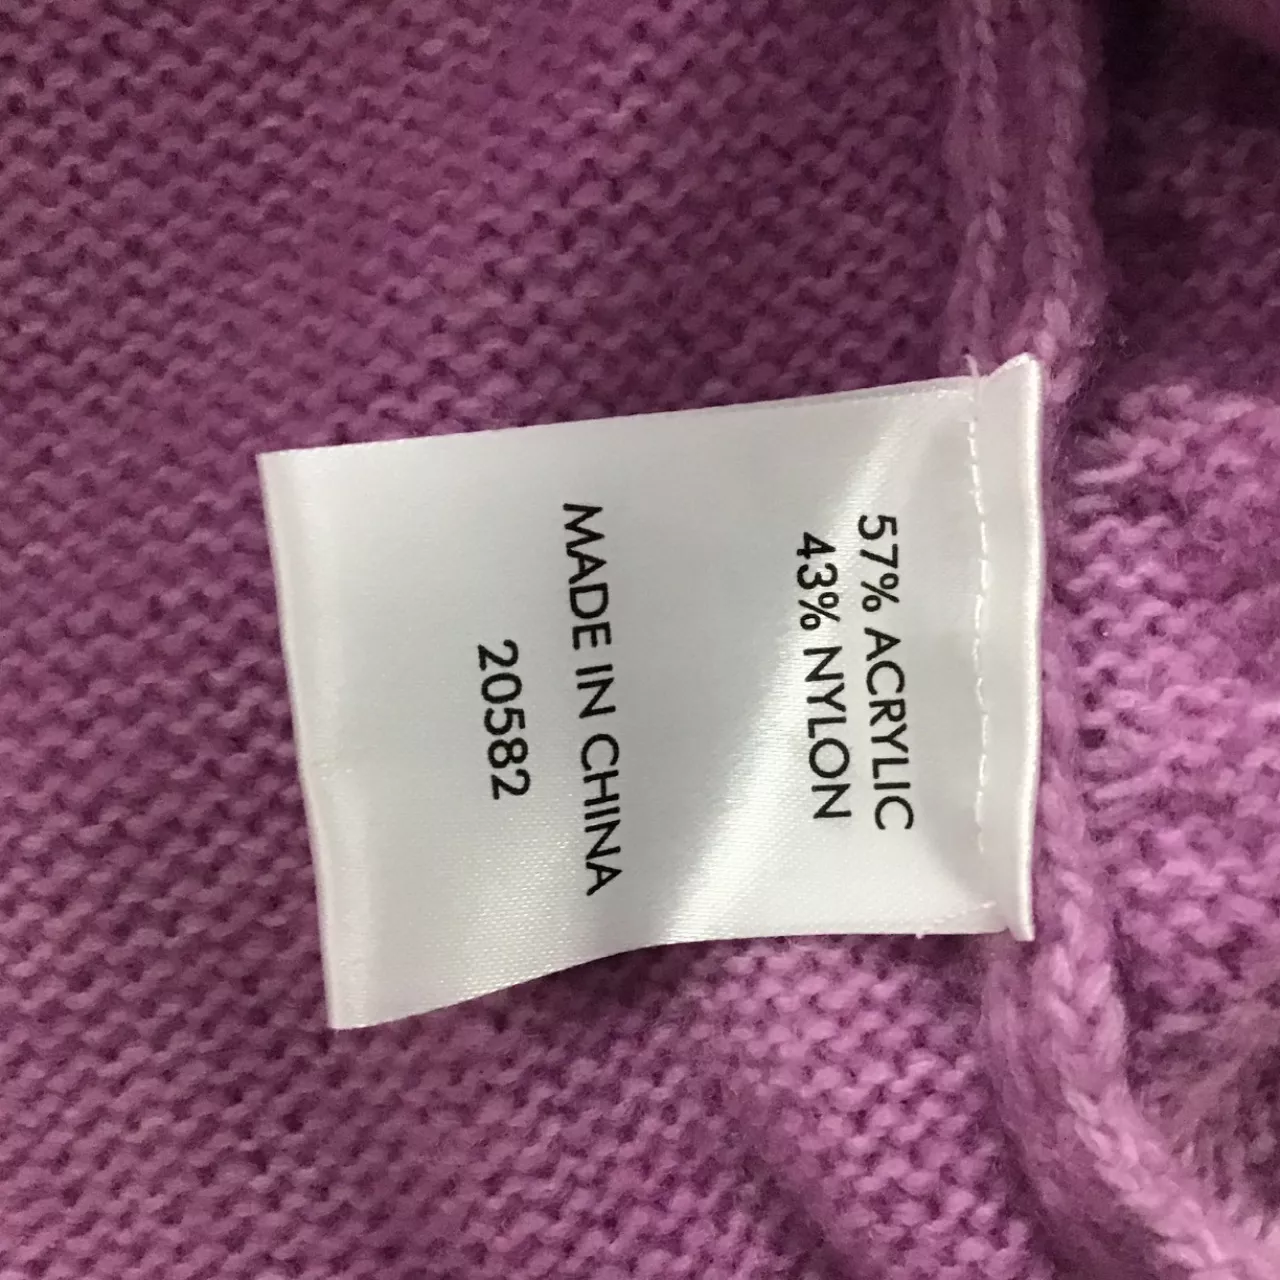 57% ACRYLIC
43% NYLON
MADE IN CHINA
20582